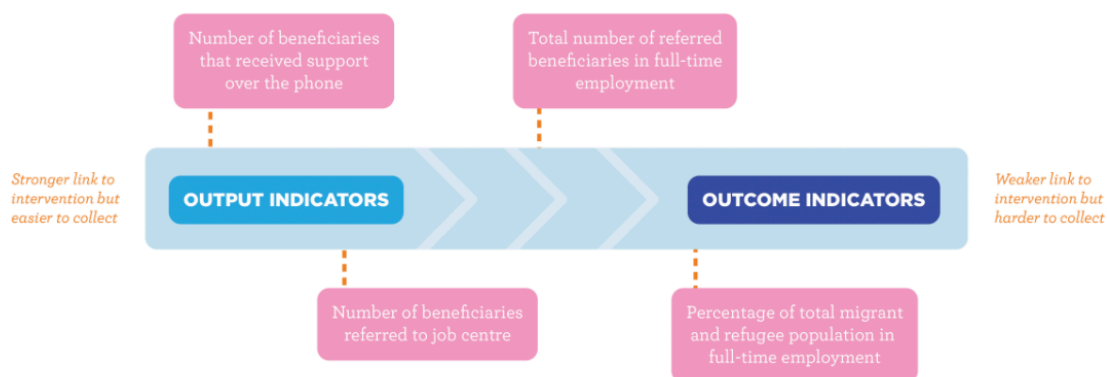 Number of beneficiaries
that received support
over the phone
Total number of referred
beneficiaries in full-time
employment
Stronger link to
intervention but
easier to collect
OUTPUT INDICATORS
OUTCOME INDICATORS
Weaker link to
intervention but
harder to collect
Number of beneficiaries
referred to job centre
Percentage of total migrant
and refugee population in
full-time employment